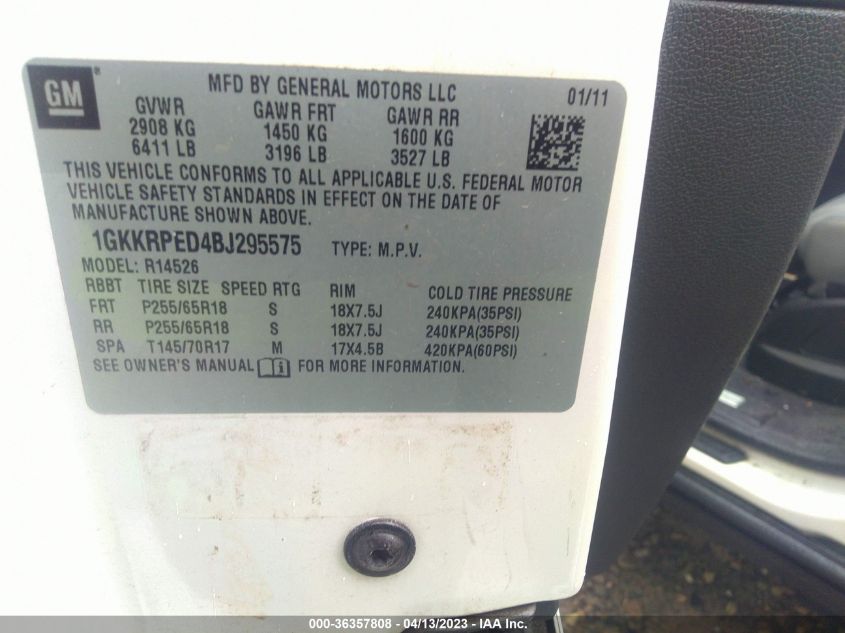 GM ® MFD BY GENERAL MOTORS LLC 01/11
GVWR GAWR FRT GAWR RR
2908 KG 1450 KG 1600 KG
6411 LB 3196 LB 3527 LB
THIS VEHICLE CONFORMS TO ALL APPLICABLE U.S. FEDERAL MOTOR
VEHICLE SAFETY STANDARDS IN EFFECT ON THE DATE OF
MANUFACTURE SHOWN ABOVE.
1GKKRPED4BJ295575 TYPE: M.P.V.
MODEL: R14526
RBBT TIRE SIZE SPEED RTG RIM COLD TIRE PRESSURE
FRT P255/65R18 S 18X7.5J 240KPA(35PSI)
RR P255/65R18 S 18X7.5J 240KPA(35PSI)
SPA T145/70R17 M 17X4.5B 420KPA(60PSI)
SEE OWNER'S MANUAL i FOR MORE INFORMATION.
000-36357808 - 04/13/2023 - IAA Inc.